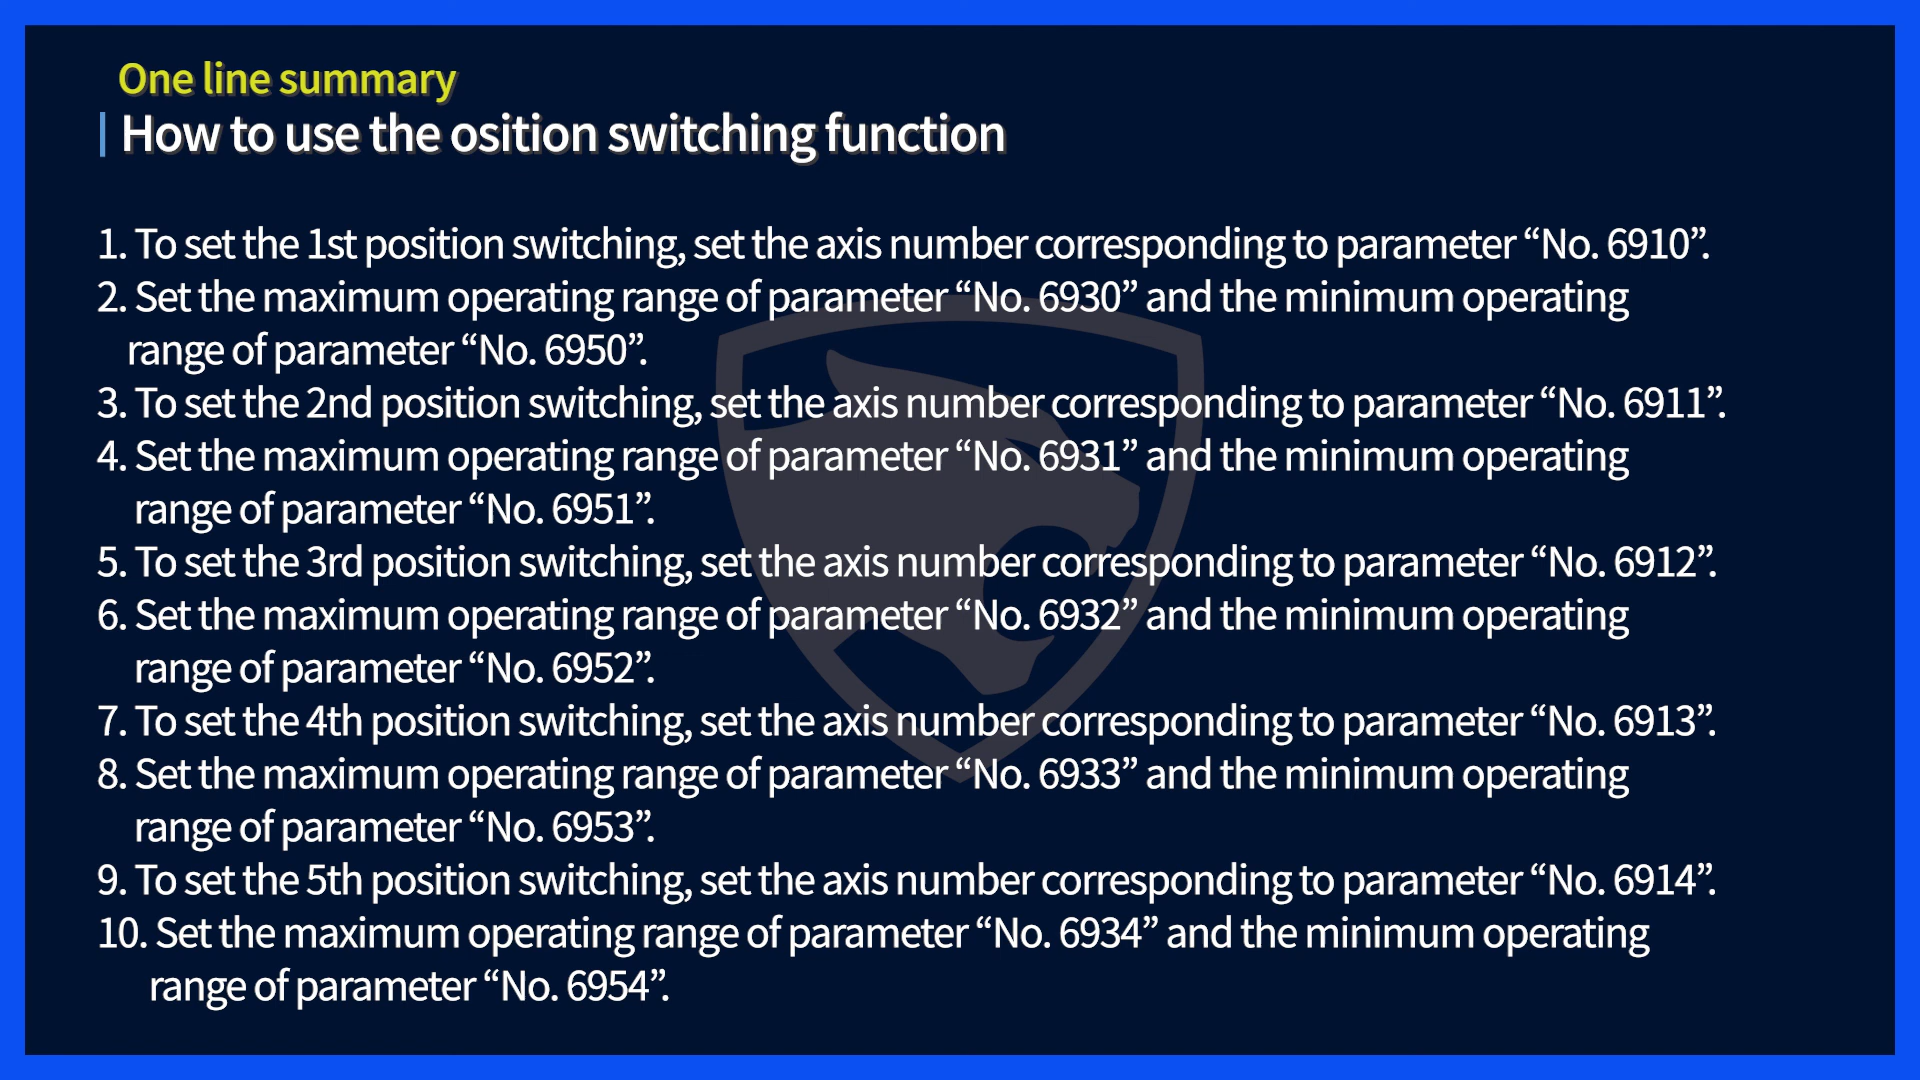 One line summary
How to use the osition switching function
1. To set the 1st position switching, set the axis number corresponding to parameter “No. 6910”.
2. Set the maximum operating range of parameter “No. 6930” and the minimum operating
range of parameter “No. 6950”.
3. To set the 2nd position switching, set the axis number corresponding to parameter “No. 6911”.
4. Set the maximum operating range of parameter “No. 6931” and the minimum operating
range of parameter “No. 6951”.
5. To set the 3rd position switching, set the axis number corresponding to parameter “No. 6912”.
6. Set the maximum operating range of parameter “No. 6932” and the minimum operating
range of parameter “No. 6952”.
7. To set the 4th position switching, set the axis number corresponding to parameter “No. 6913”.
8. Set the maximum operating range of parameter “No. 6933” and the minimum operating
range of parameter “No. 6953”.
9. To set the 5th position switching, set the axis number corresponding to parameter “No. 6914”.
10. Set the maximum operating range of parameter “No. 6934” and the minimum operating
range of parameter “No. 6954”.